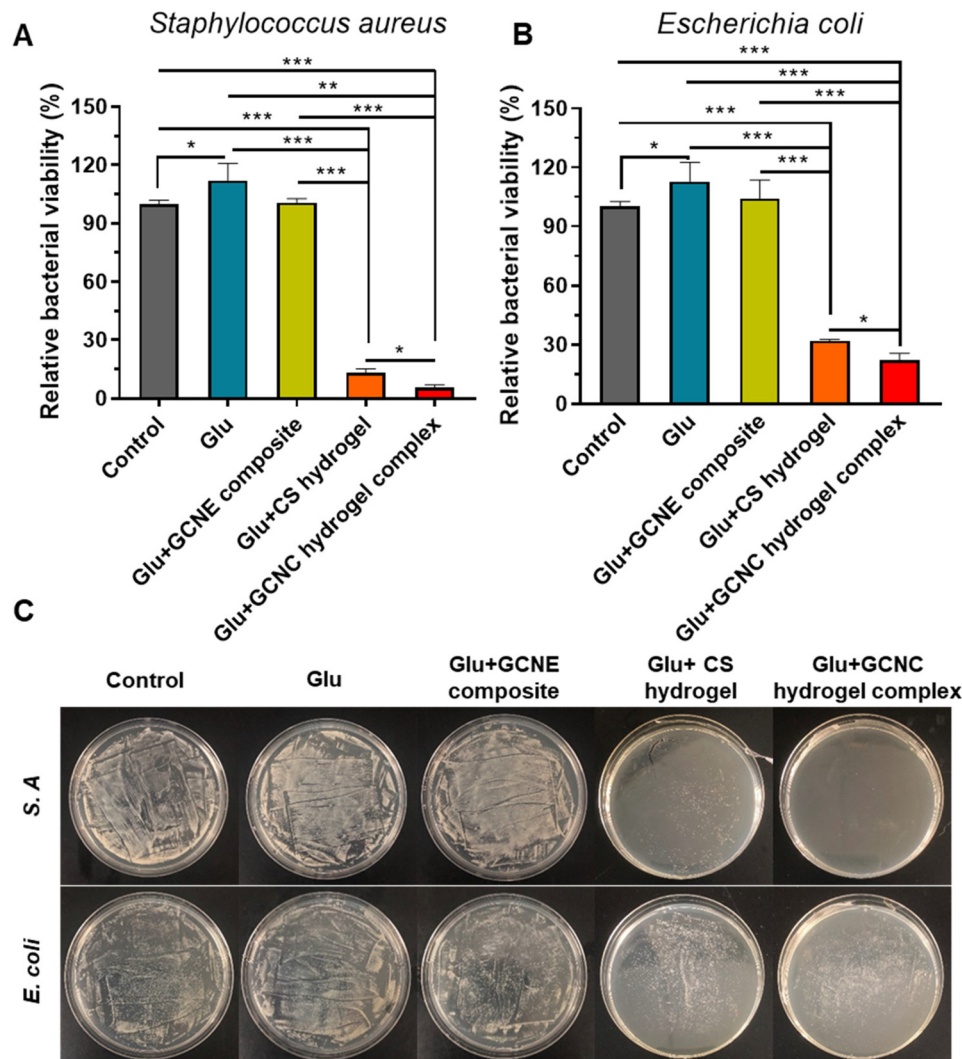 A
Staphylococcus aureus
***
**
***
***
*
***
***
Relative bacterial viability (%)
150
120
90
60
30
0
*
Control
Glu
Glu+GCNE composite
Glu+CS hydrogel
Glu+GCNC hydrogel complex
B
Escherichia coli
***
***
***
***
*
***
***
Relative bacterial viability (%)
150
120
90
60
30
0
*
Control
Glu
Glu+GCNE composite
Glu+CS hydrogel
Glu+GCNC hydrogel complex
C
Control
Glu
Glu+GCNE
composite
Glu+ CS
hydrogel
Glu+GCNC
hydrogel complex
S. A
E. coli